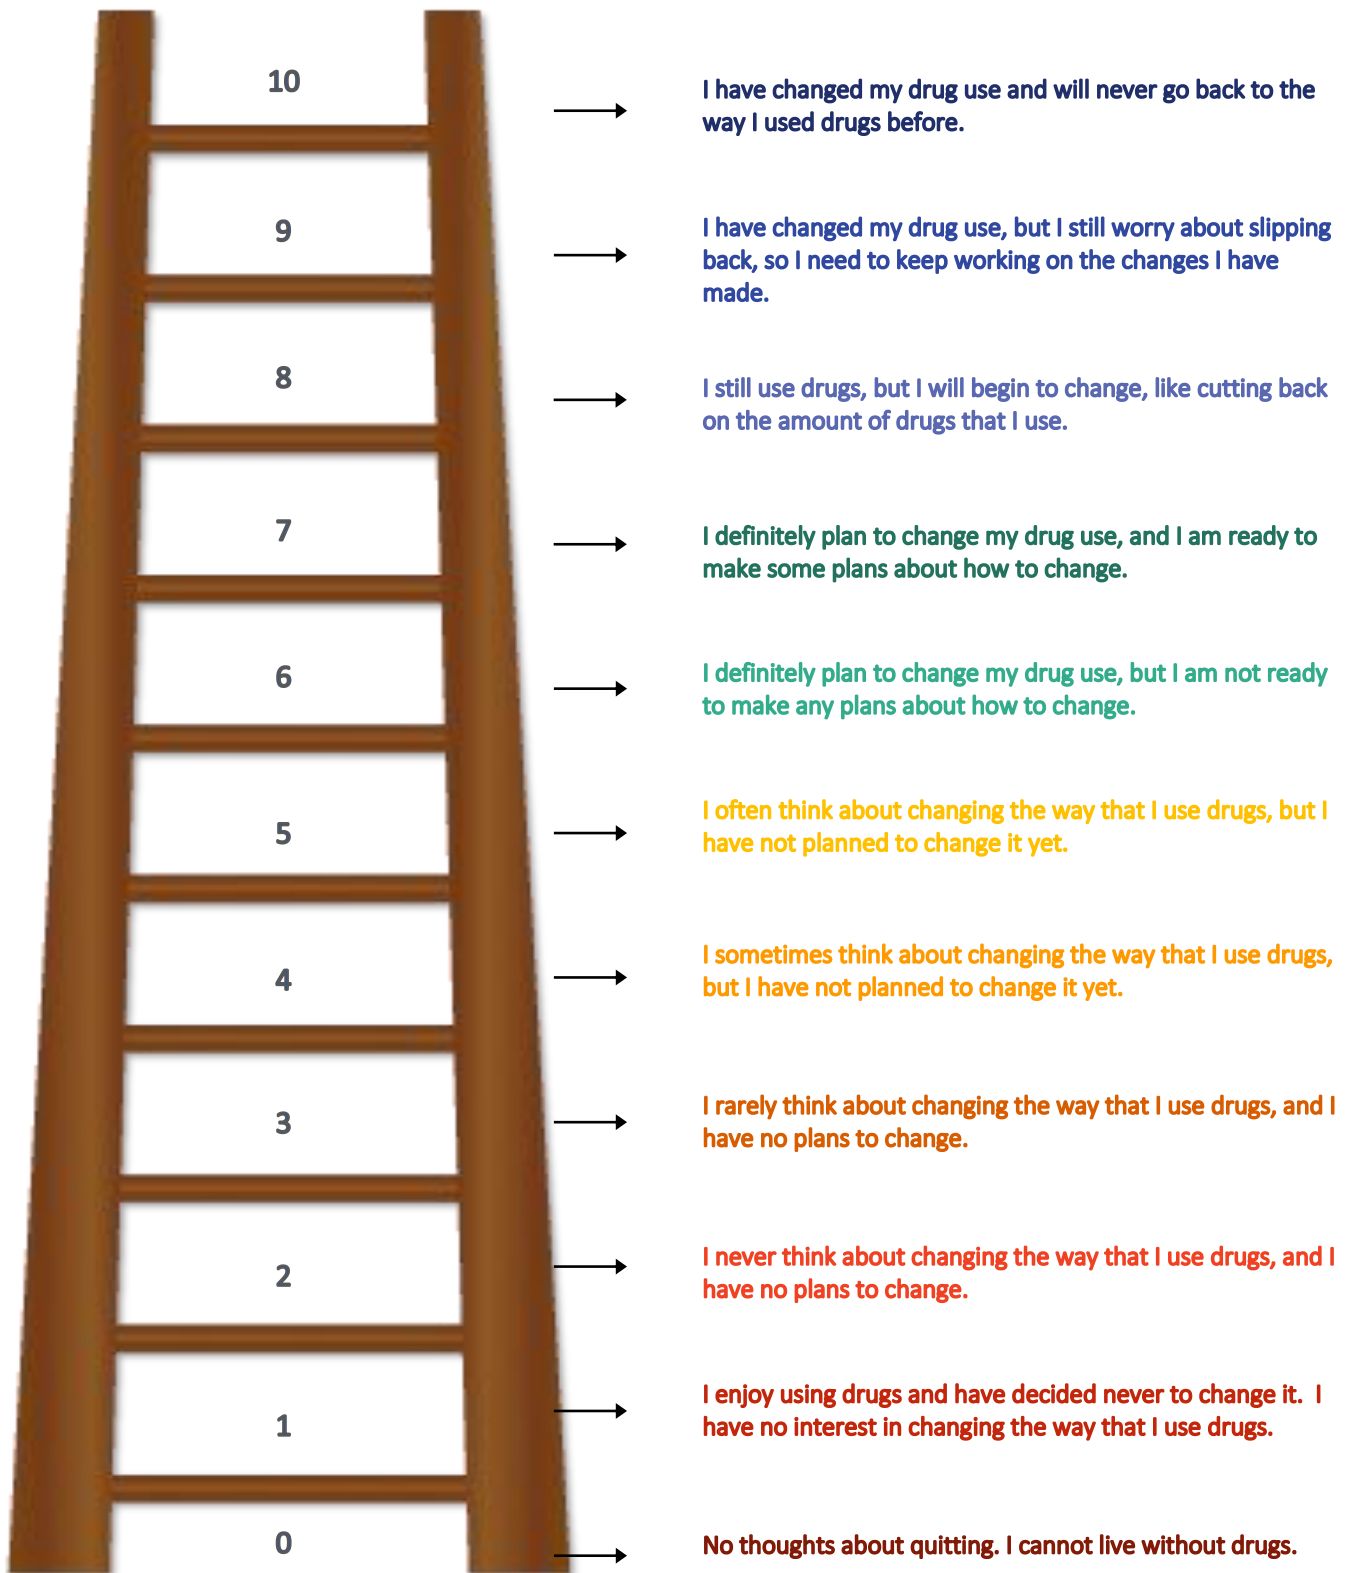 10
I have changed my drug use and will never go back to the
way I used drugs before.
9
I have changed my drug use, but I still worry about slipping
back, so I need to keep working on the changes I have
made.
8
I still use drugs, but I will begin to change, like cutting back
on the amount of drugs that I use.
7
I definitely plan to change my drug use, and I am ready to
make some plans about how to change.
6
I definitely plan to change my drug use, but I am not ready
to make any plans about how to change.
5
I often think about changing the way that I use drugs, but I
have not planned to change it yet.
4
I sometimes think about changing the way that I use drugs,
but I have not planned to change it yet.
3
I rarely think about changing the way that I use drugs, and I
have no plans to change.
2
I never think about changing the way that I use drugs, and I
have no plans to change.
1
I enjoy using drugs and have decided never to change it.  I
have no interest in changing the way that I use drugs.
0
No thoughts about quitting. I cannot live without drugs.